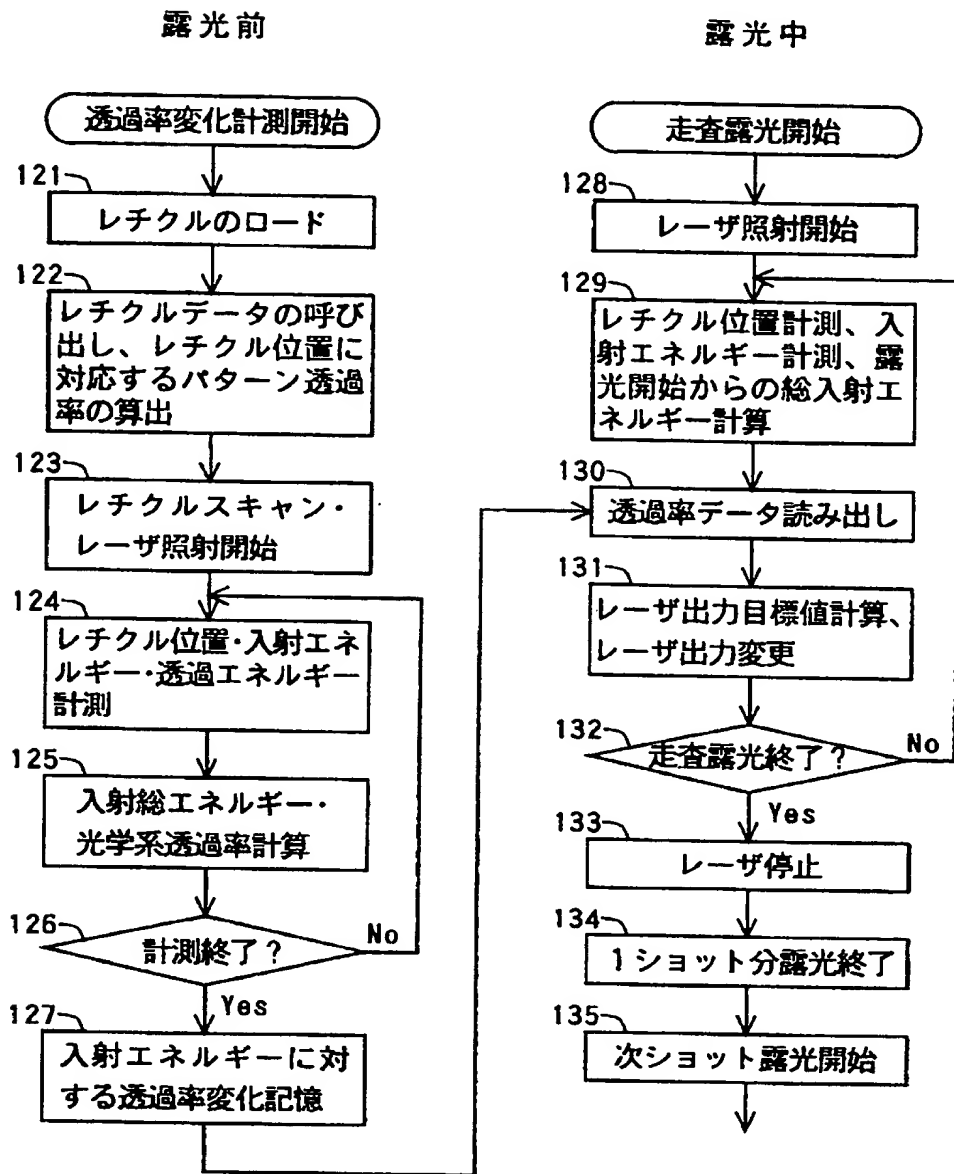 露光前
透過率変化計測開始
121
レチクルのロード
122
レチクルデータの呼び
出し、レチクル位置に
対応するパターン透過
率の算出
123
レチクルスキャン・
レーザ照射開始
124
レチクル位置・入射エネ
ルギー・透過エネルギー
計測
125
入射総エネルギー・
光学系透過率計算
126
計測終了?
No
Yes
127
入射エネルギーに対
する透過率変化記憶
露光中
走査露光開始
128
レーザ照射開始
129
レチクル位置計測、入
射エネルギー計測、露
光開始からの総入射エ
ネルギー計算
130
透過率データ読み出し
131
レーザ出力目標値計算、
レーザ出力変更
132
走査露光終了?
No
Yes
133
レーザ停止
134
1ショット分露光終了
135
次ショット露光開始